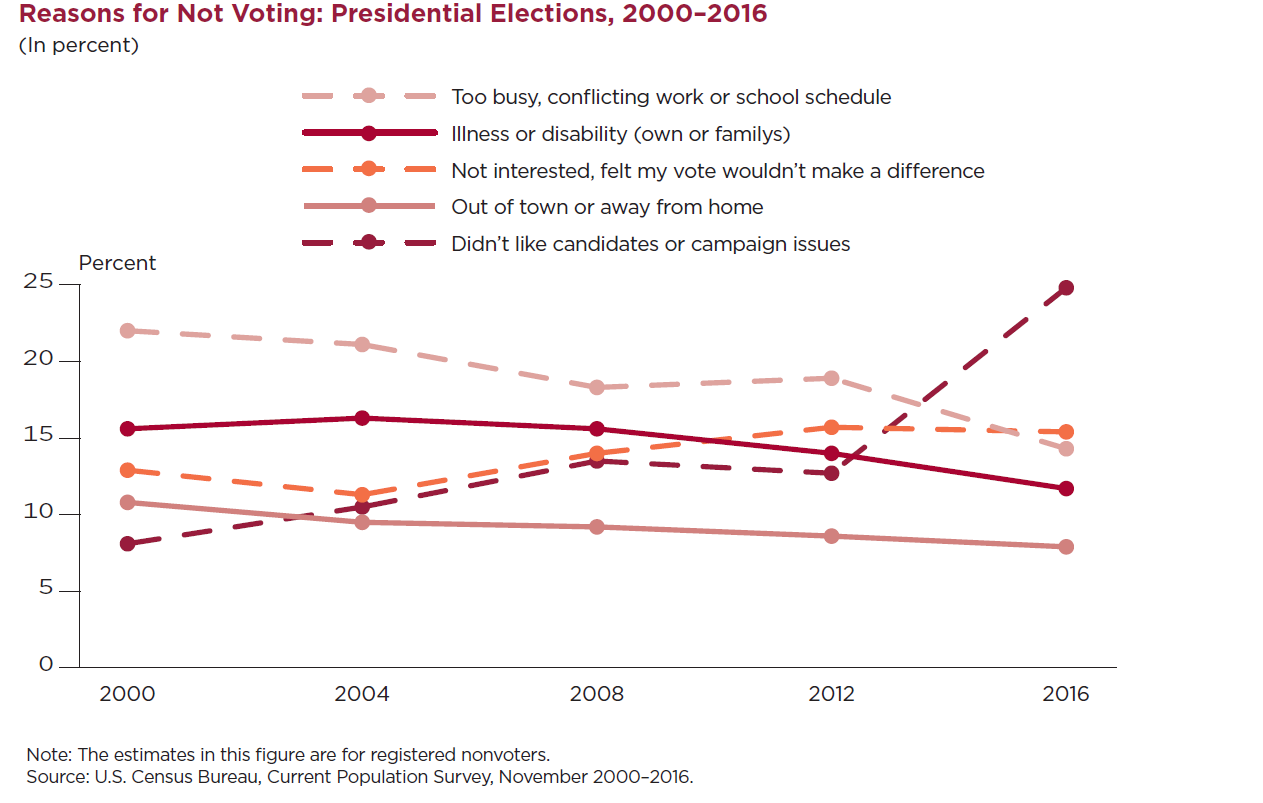 Reasons for Not Voting: Presidential Elections, 2000–2016
(In percent)
Too busy, conflicting work or school schedule
Illness or disability (own or familys)
Not interested, felt my vote wouldn’t make a difference
Out of town or away from home
Didn’t like candidates or campaign issues
Percent
25
20
15
10
5
0
2000 2004 2008 2012 2016
Note: The estimates in this figure are for registered nonvoters.
Source: U.S. Census Bureau, Current Population Survey, November 2000–2016.